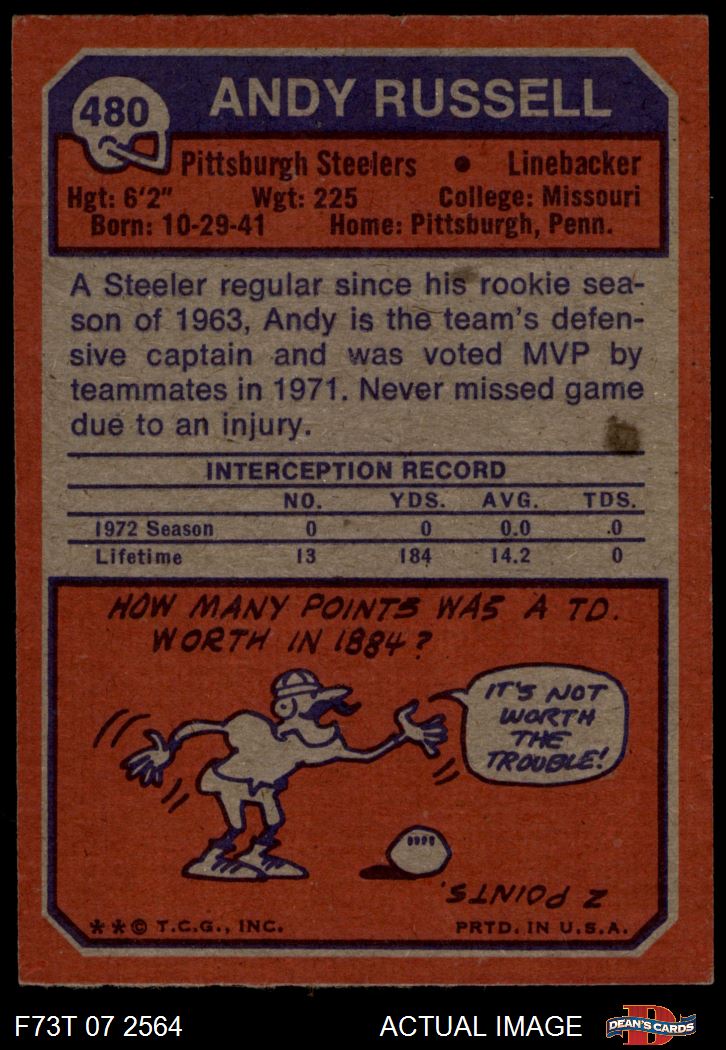 480
ANDY RUSSELL
Pittsburgh Steelers • Linebacker
Hgt: 6'2" Wgt: 225 College: Missouri
Born: 10-29-41 Home: Pittsburgh, Penn.
A Steeler regular since his rookie sea-
son of 1963, Andy is the team's defen-
sive captain and was voted MVP by
teammates in 1971. Never missed game
due to an injury.
INTERCEPTION RECORD
NO. YDS. AVG. TDS.
1972 Season 0 0 0.0 .0
Lifetime 13 184 14.2 0
HOW MANY POINTS WAS A TD.
WORTH IN 1884?
IT'S NOT
WORTH
THE
TROUBLE!
2 POINTS.
**© T.C.G., INC. PRTD. IN U.S.A.
F73T 07 2564 ACTUAL IMAGE
D
DEAN'S CARDS